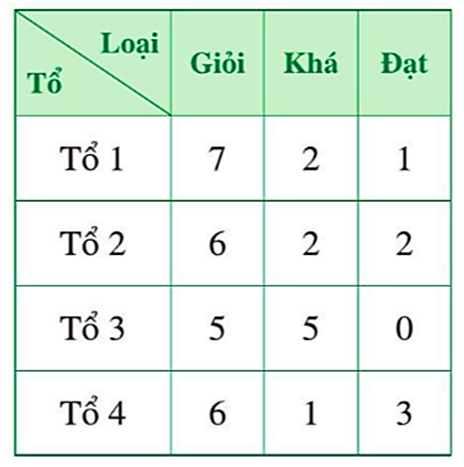 Loại
Tổ
Giỏi Khá Đạt
Tổ 1 7 2 1
Tổ 2 6 2 2
Tổ 3 5 5 0
Tổ 4 6 1 3